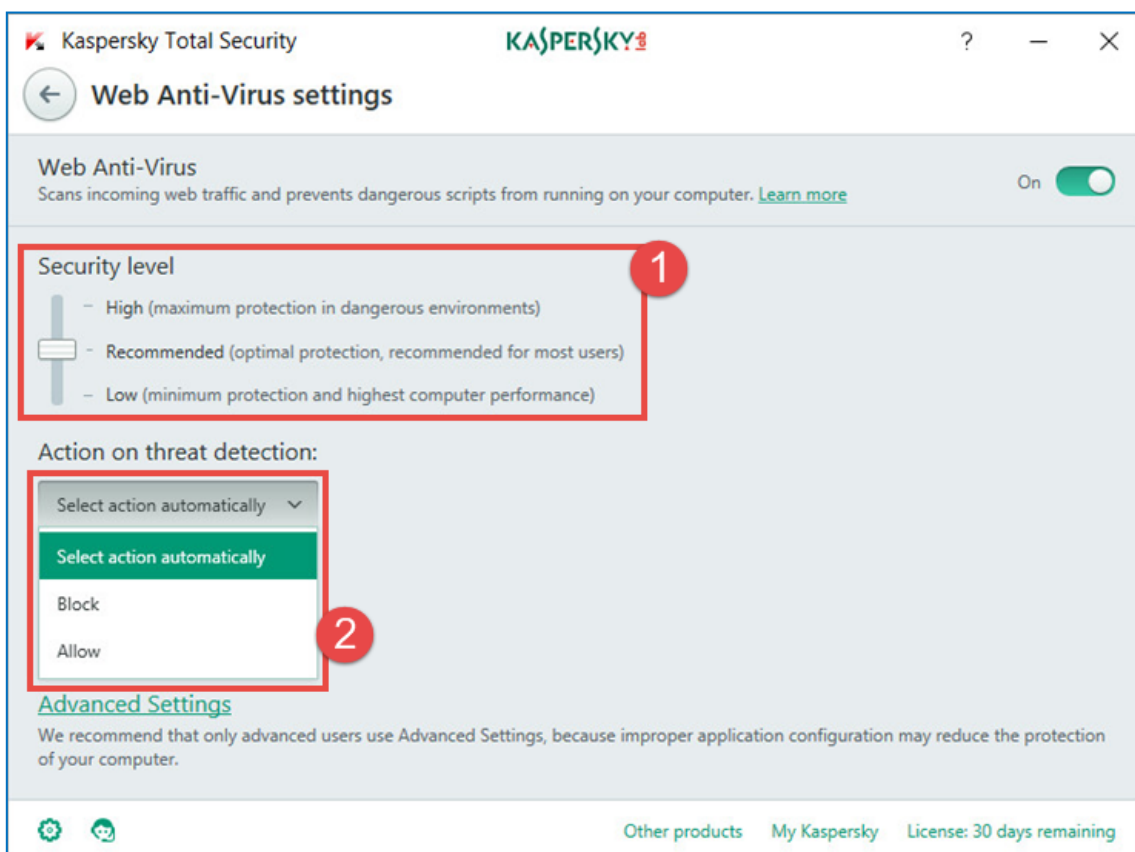 Kaspersky Total Security
KASPERSKY lab
?
Web Anti-Virus settings
Web Anti-Virus
Scans incoming web traffic and prevents dangerous scripts from running on your computer. Learn more
On
Security level
1
– High (maximum protection in dangerous environments)
– Recommended (optimal protection, recommended for most users)
– Low (minimum protection and highest computer performance)
Action on threat detection:
Select action automatically
Select action automatically
Block
Allow
2
Advanced Settings
We recommend that only advanced users use Advanced Settings, because improper application configuration may reduce the protection
of your computer.
Other products My Kaspersky License: 30 days remaining